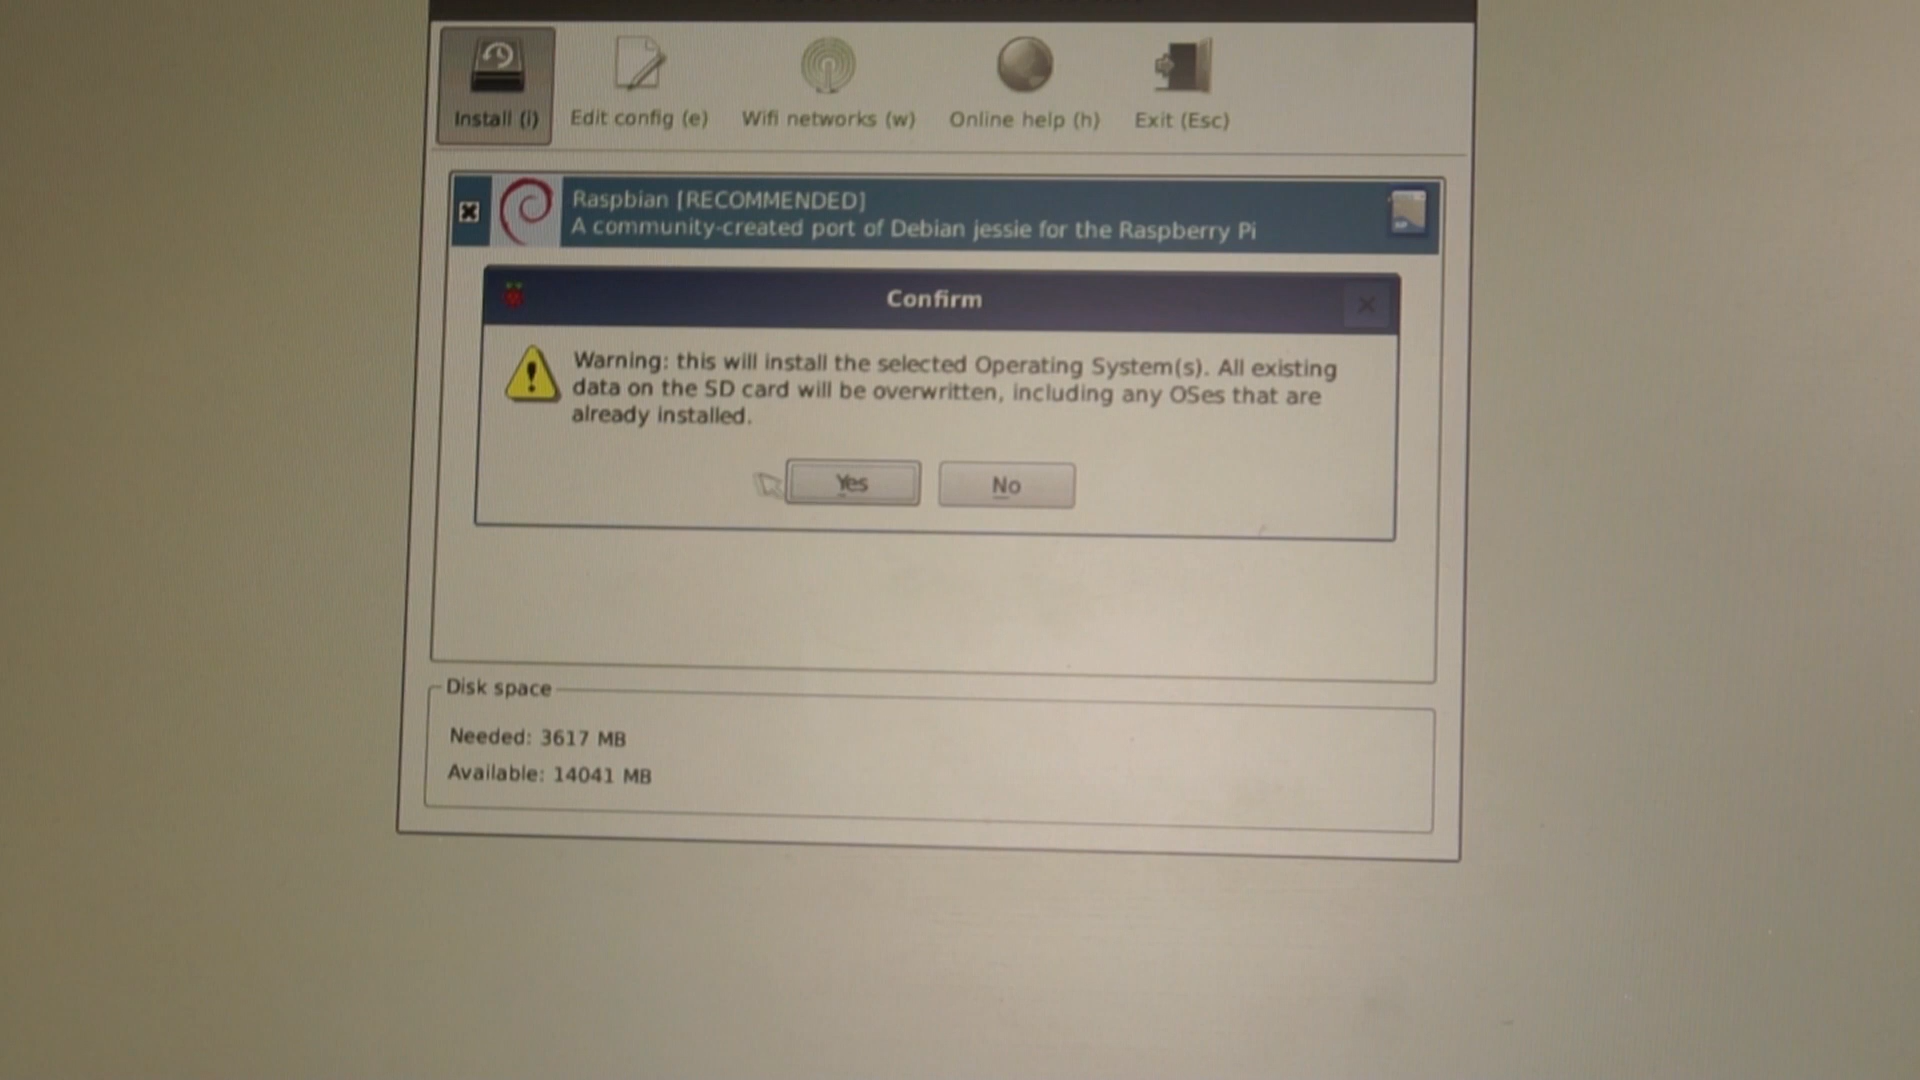 Install (i) Edit config (e) Wifi networks (w) Online help (h) Exit (Esc)
Raspbian [RECOMMENDED]
A community-created port of Debian jessie for the Raspberry Pi
Confirm
Warning: this will install the selected Operating System(s). All existing
data on the SD card will be overwritten, including any OSes that are
already installed.
Yes No
Disk space
Needed: 3617 MB
Available: 14041 MB